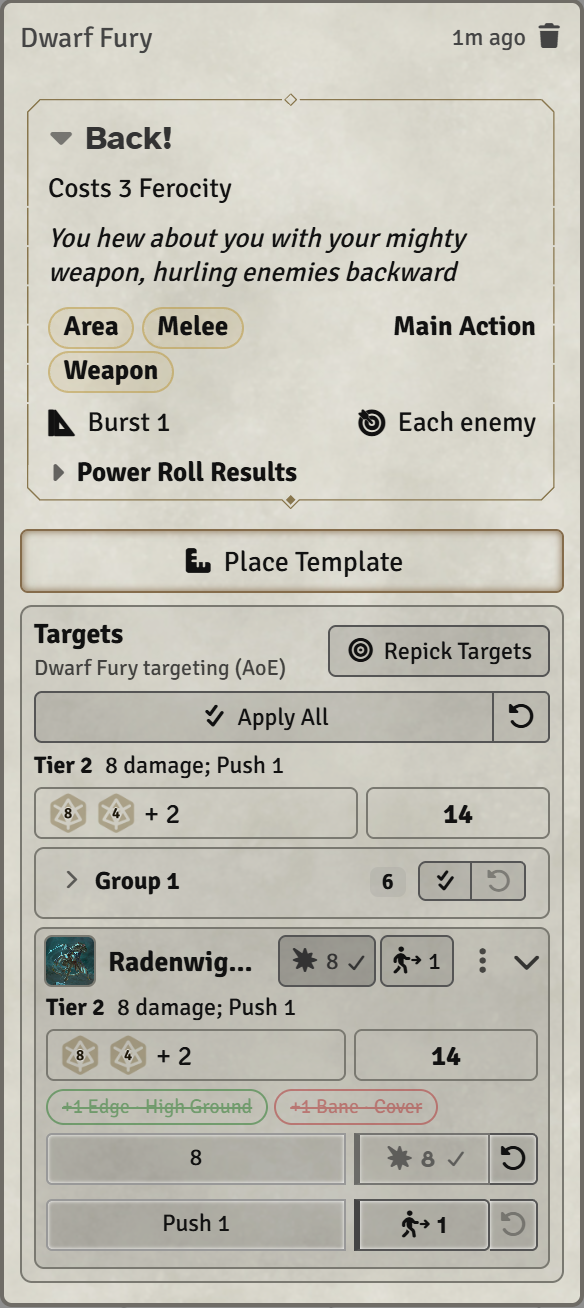 Dwarf Fury 1m ago
Back!
Costs 3 Ferocity
You hew about you with your mighty
weapon, hurling enemies backward
Area Melee Main Action
Weapon
Burst 1 Each enemy
Power Roll Results
Place Template
Targets
Repick Targets
Dwarf Fury targeting (AoE)
Apply All
Tier 2 8 damage; Push 1
8 4 + 2 14
Group 1 6
Radenwig... 8 1
Tier 2 8 damage; Push 1
8 4 + 2 14
+1 Edge - High Ground +1 Bane - Cover
8 8
Push 1 1